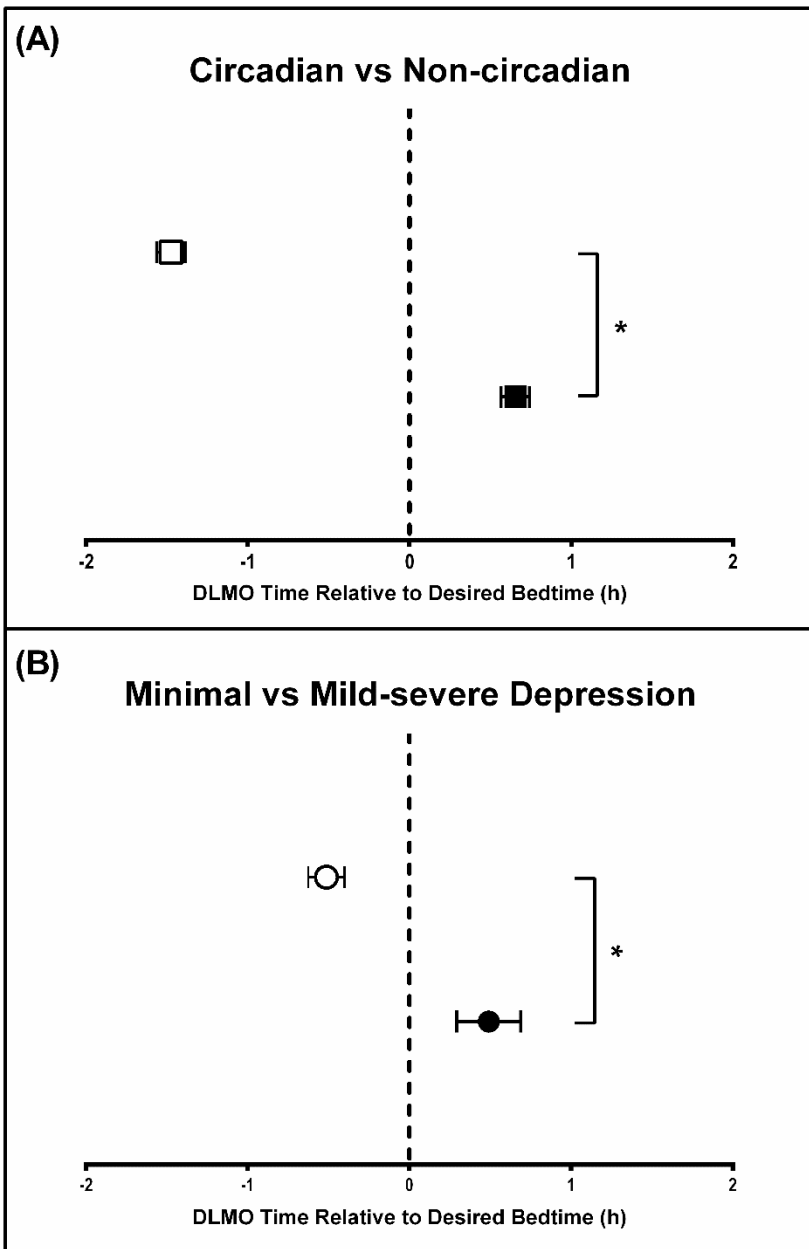 (A)
Circadian vs Non-circadian
*
-2 -1 0 1 2
DLMO Time Relative to Desired Bedtime (h)
(B)
Minimal vs Mild-severe Depression
*
-2 -1 0 1 2
DLMO Time Relative to Desired Bedtime (h)